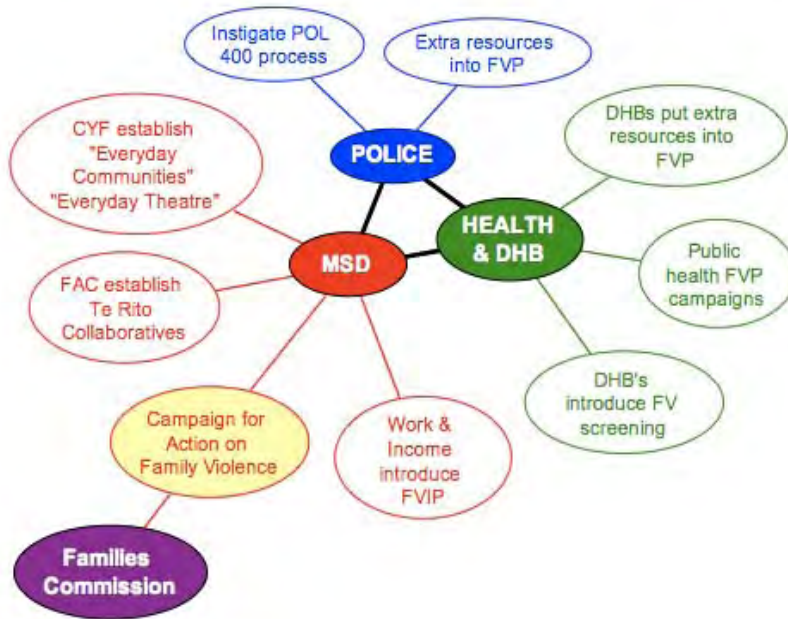 Instigate POL
400 process
Extra resources
into FVP
CYF establish
"Everyday
Communities"
"Everyday Theatre"
POLICE
DHBs put extra
resources into
FVP
HEALTH
& DHB
MSD
FAC establish
Te Rito
Collaboratives
Public
health FVP
campaigns
DHB's
introduce FV
screening
Campaign for
Action on
Family Violence
Work &
Income
introduce
FVIP
Families
Commission